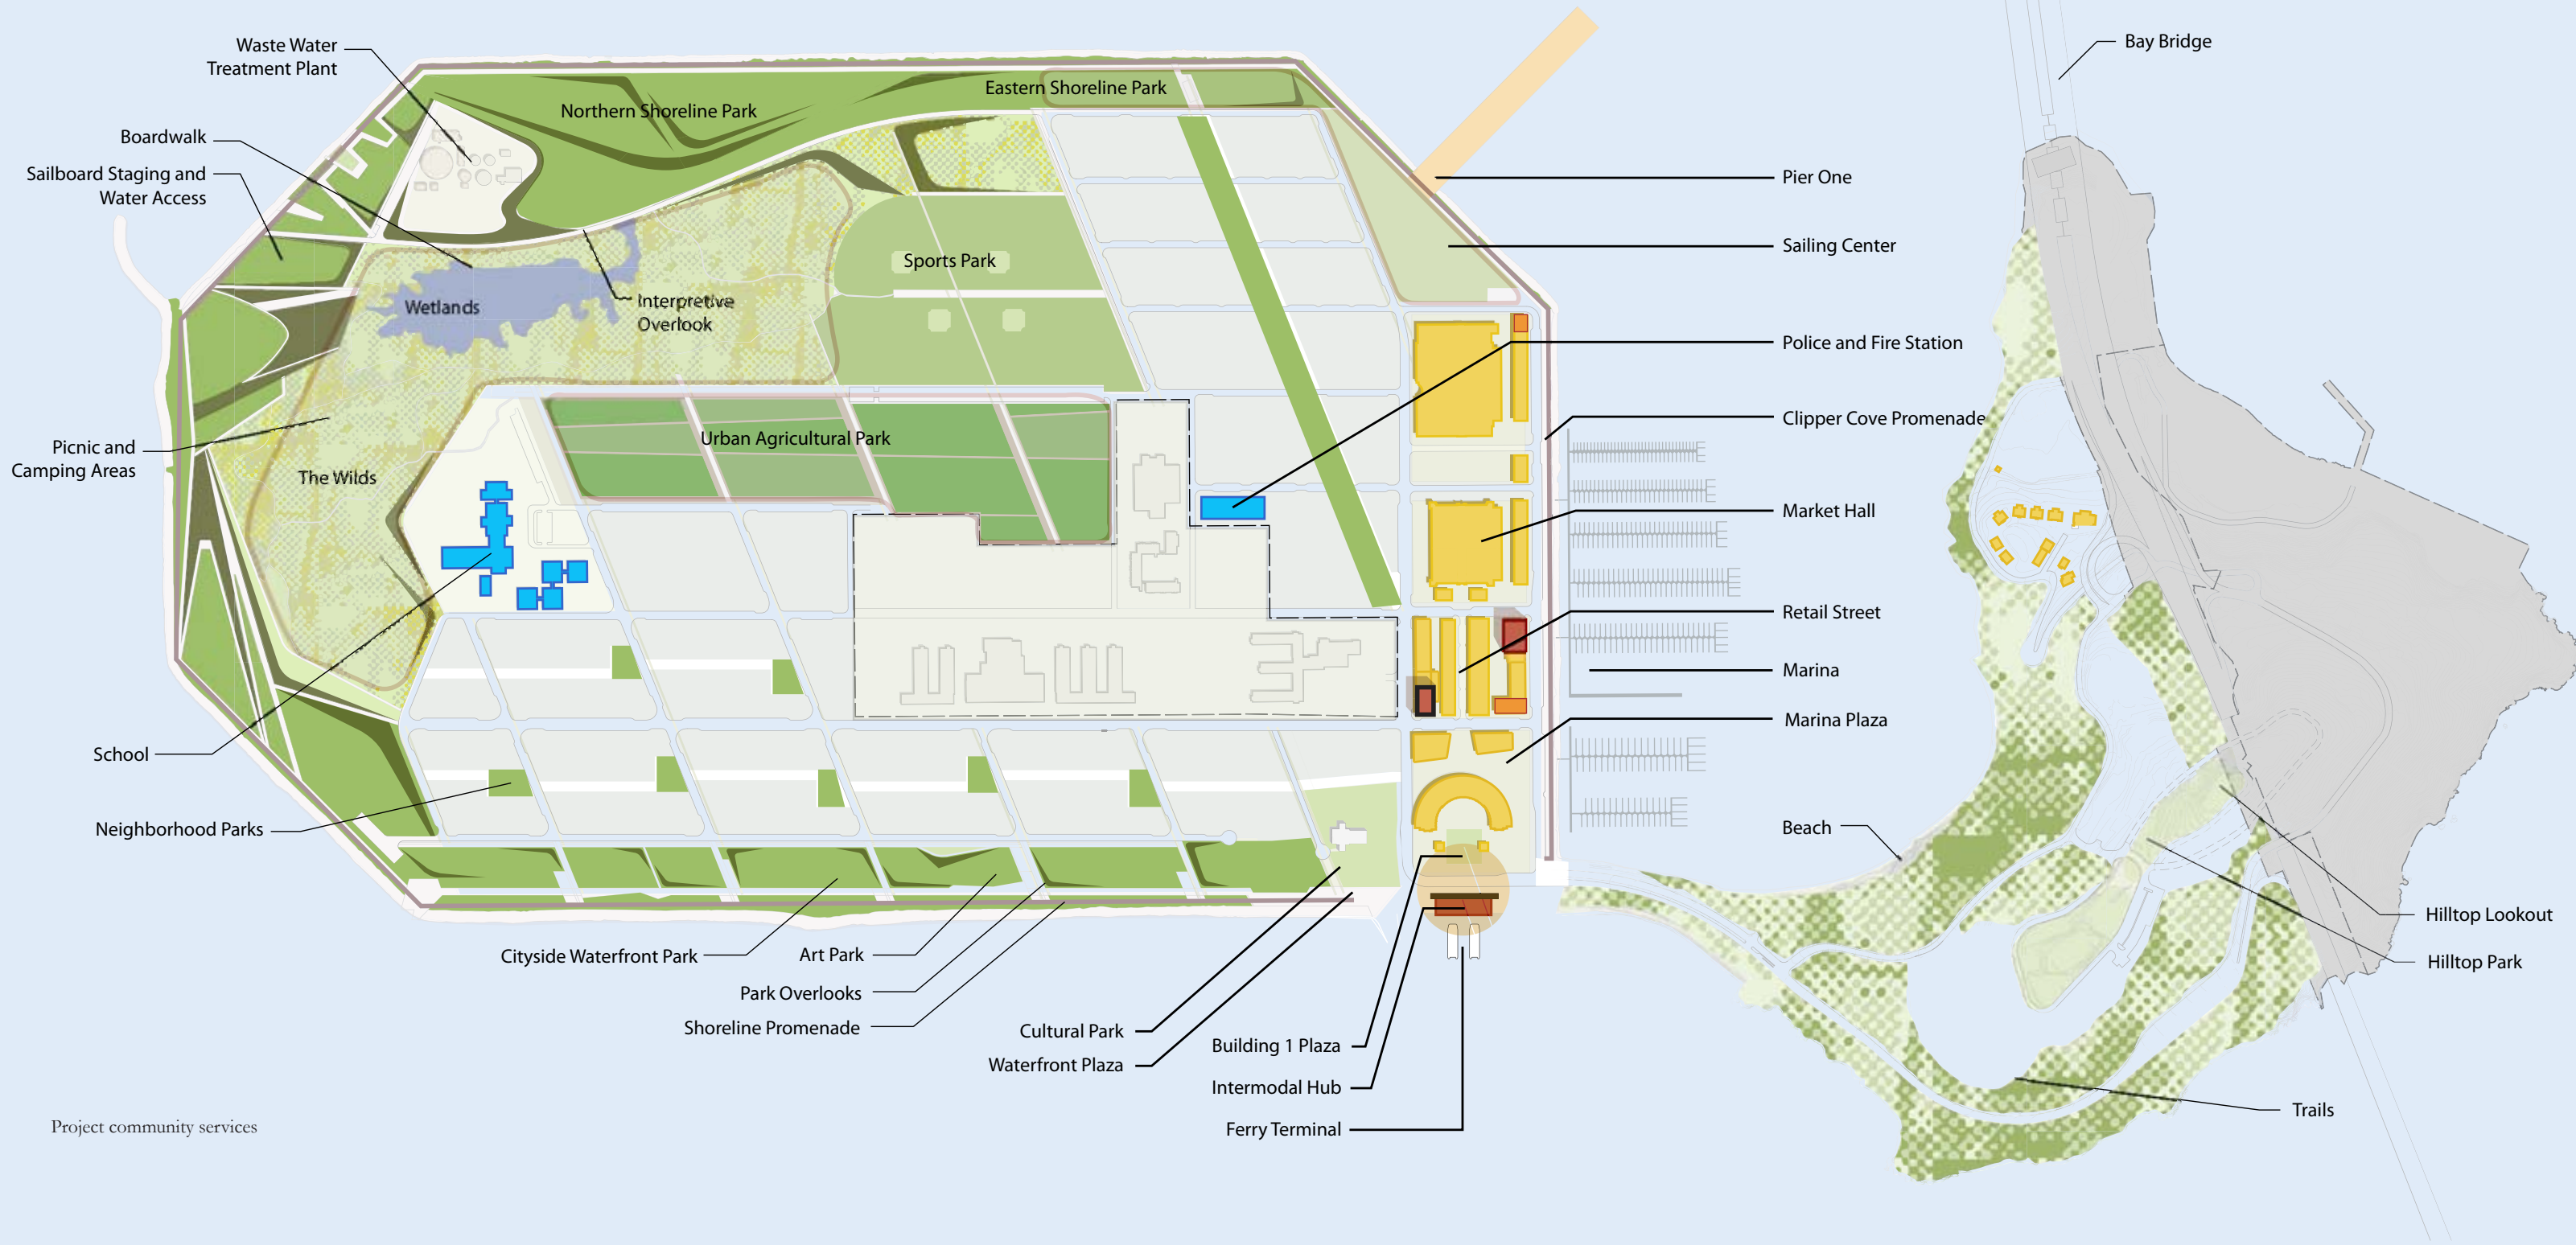 Waste Water
Treatment Plant
Bay Bridge
Northern Shoreline Park
Eastern Shoreline Park
Boardwalk
Sailboard Staging and
Water Access
Pier One
Sports Park
Sailing Center
Wetlands
Interpretive
Overlook
Police and Fire Station
Clipper Cove Promenade
Picnic and
Camping Areas
Urban Agricultural Park
The Wilds
Market Hall
Retail Street
Marina
Marina Plaza
School
Neighborhood Parks
Beach
Hilltop Lookout
Cityside Waterfront Park
Art Park
Hilltop Park
Park Overlooks
Shoreline Promenade
Cultural Park
Building 1 Plaza
Waterfront Plaza
Intermodal Hub
Trails
Project community services
Ferry Terminal